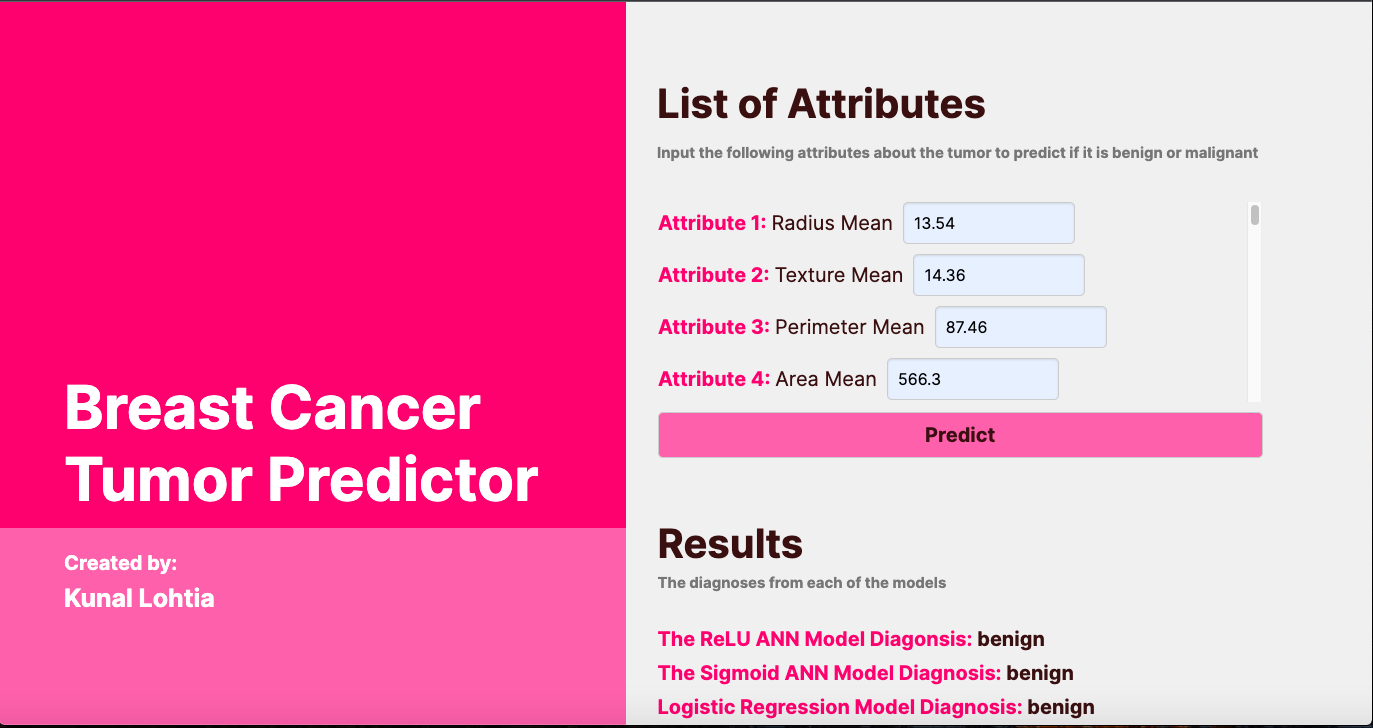 Breast Cancer
Tumor Predictor
Created by:
Kunal Lohtia
List of Attributes
Input the following attributes about the tumor to predict if it is benign or malignant
Attribute 1: Radius Mean 13.54
Attribute 2: Texture Mean 14.36
Attribute 3: Perimeter Mean 87.46
Attribute 4: Area Mean 566.3
Predict
Results
The diagnoses from each of the models
The ReLU ANN Model Diagonsis: benign
The Sigmoid ANN Model Diagnosis: benign
Logistic Regression Model Diagnosis: benign